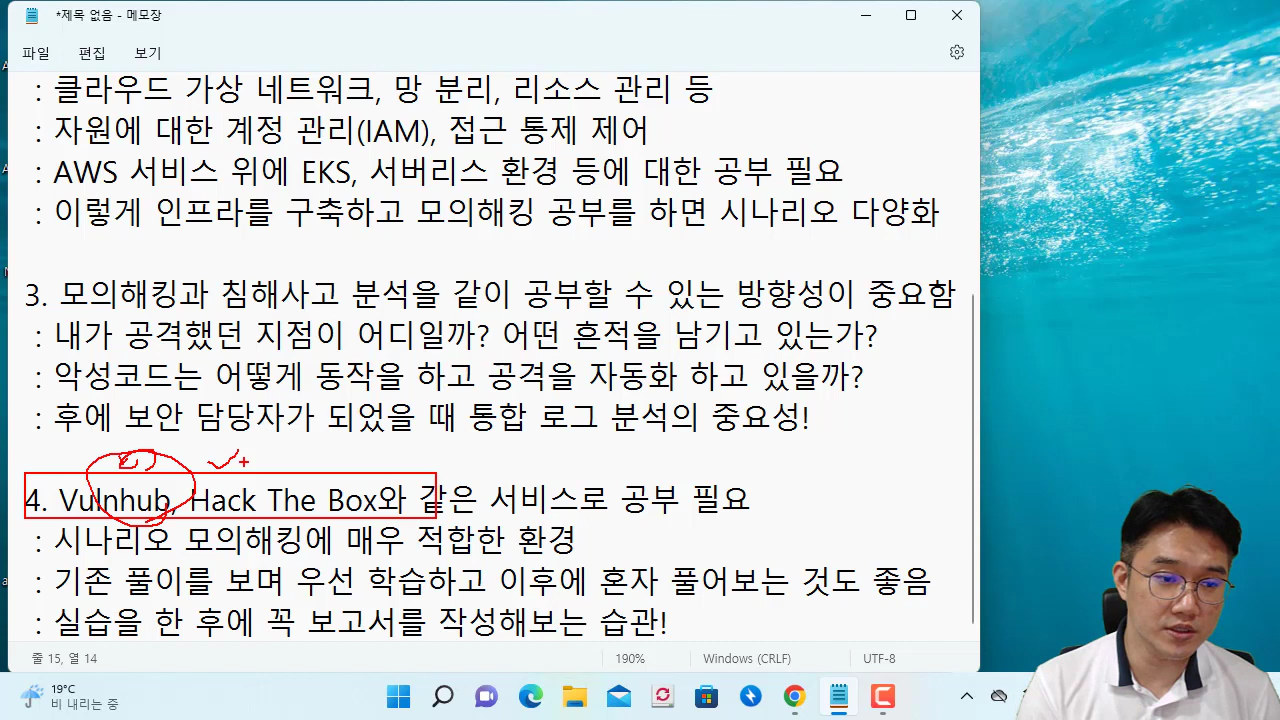 *제목 없음 - 메모장
파일 편집 보기
: 클라우드 가상 네트워크, 망 분리, 리소스 관리 등
: 자원에 대한 계정 관리(IAM), 접근 통제 제어
: AWS 서비스 위에 EKS, 서버리스 환경 등에 대한 공부 필요
: 이렇게 인프라를 구축하고 모의해킹 공부를 하면 시나리오 다양화
3. 모의해킹과 침해사고 분석을 같이 공부할 수 있는 방향성이 중요함
: 내가 공격했던 지점이 어디일까? 어떤 흔적을 남기고 있는가?
: 악성코드는 어떻게 동작을 하고 공격을 자동화 하고 있을까?
: 후에 보안 담당자가 되었을 때 통합 로그 분석의 중요성!
4. Vulnhub, Hack The Box와 같은 서비스로 공부 필요
: 시나리오 모의해킹에 매우 적합한 환경
: 기존 풀이를 보며 우선 학습하고 이후에 혼자 풀어보는 것도 좋음
: 실습을 한 후에 꼭 보고서를 작성해보는 습관!
줄 15, 열 14 190% Windows (CRLF) UTF-8
19°C
비 내리는 중